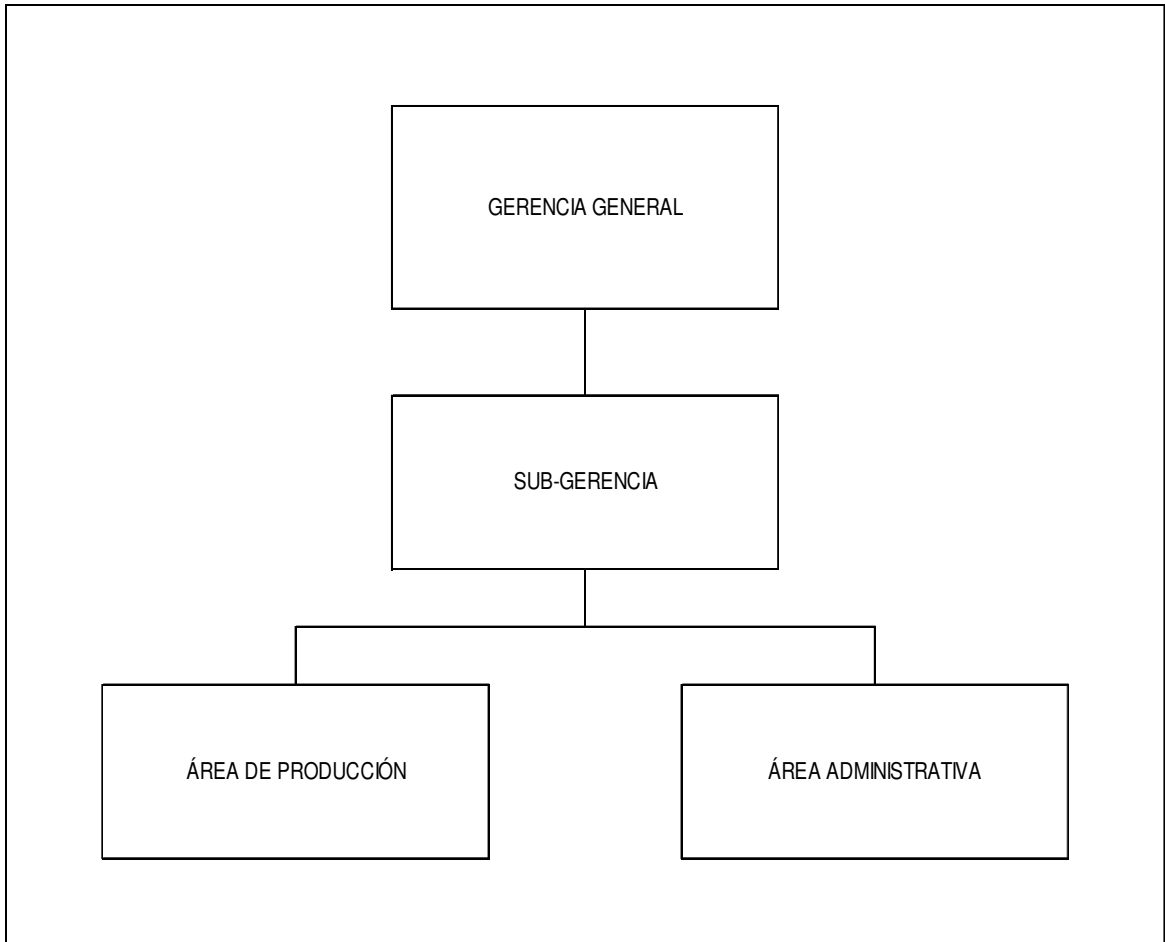 GERENCIA GENERAL
SUB-GERENCIA
ÁREA DE PRODUCCIÓN
ÁREA ADMINISTRATIVA